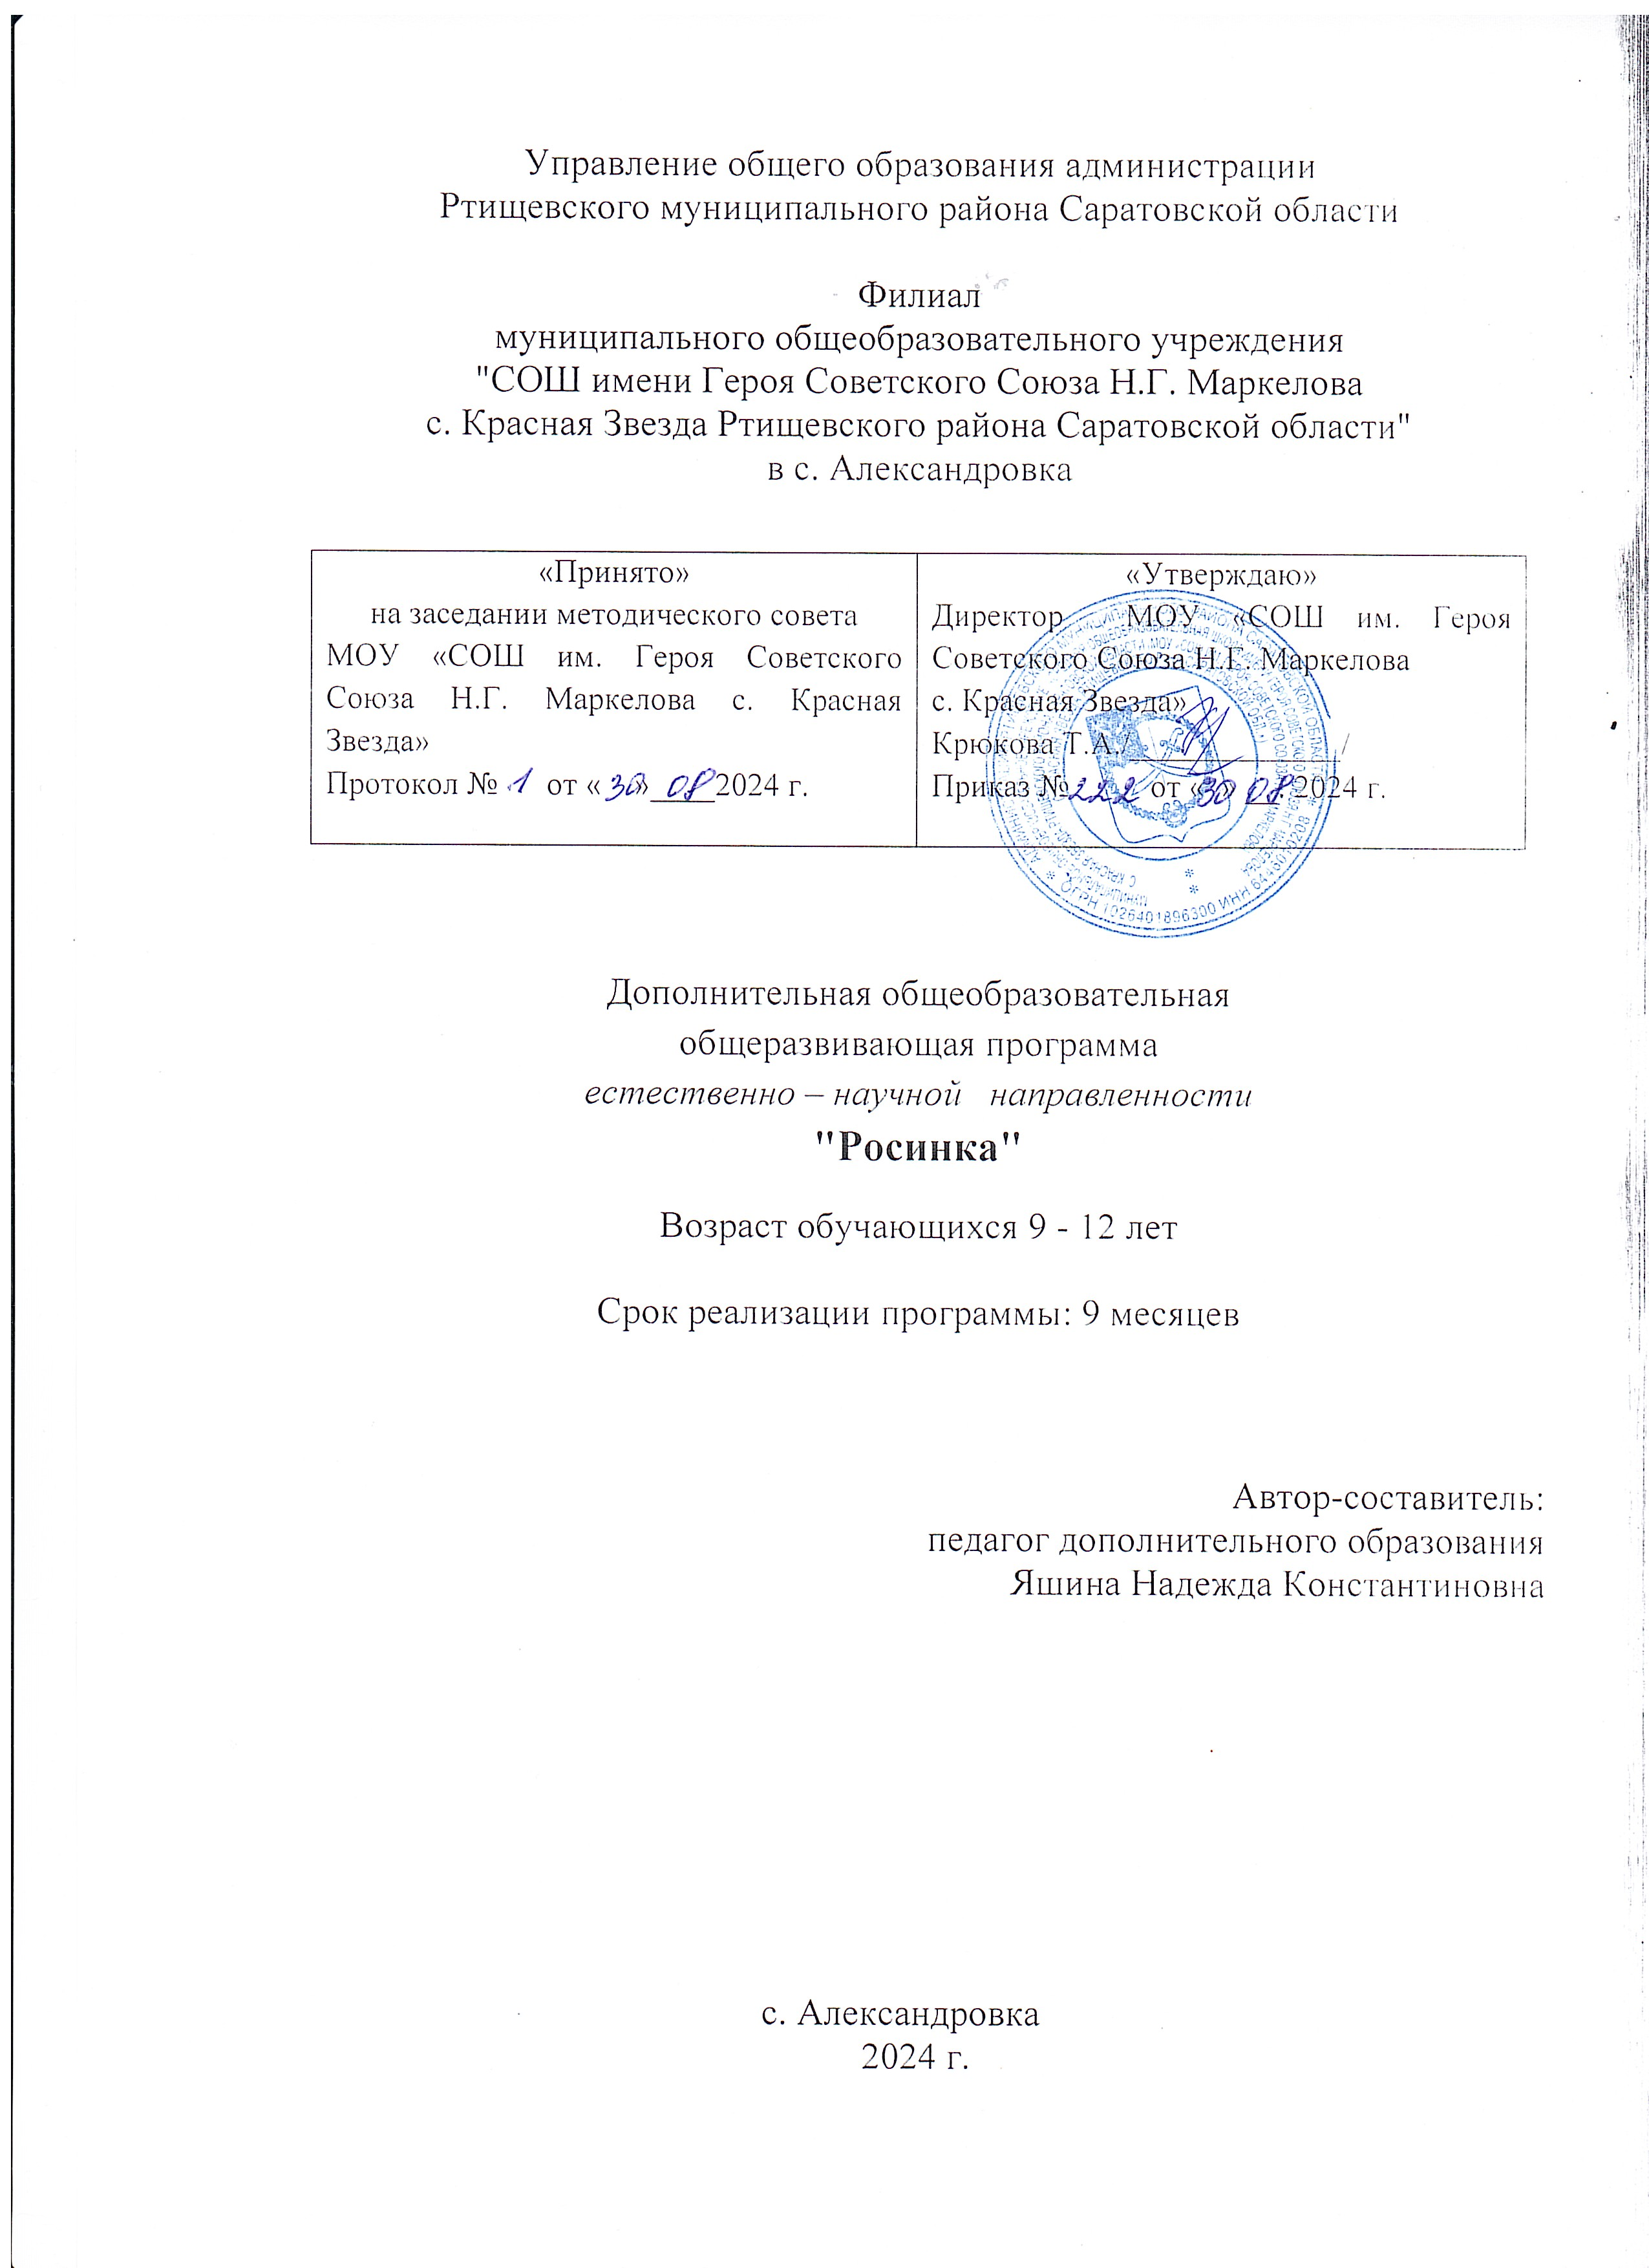 Управление общего образования администрации
Ртищевского муниципального района Саратовской области
Филиал
муниципального общеобразовательного учреждения
"СОШ имени Героя Советского Союза Н.Г. Маркелова
с. Красная Звезда Ртищевского района Саратовской области"
в с. Александровка
«Принято»
на заседании методического совета
МОУ «СОШ им. Героя Советского
Союза Н.Г. Маркелова с. Красная
Звезда»
Протокол № 1 от «30» 08 2024 г.
«Утверждаю»
Директор МОУ «СОШ им. Героя
Советского Союза Н.Г. Маркелова
с. Красная Звезда»
Крюкова Т.А./ /
Приказ №222 от «30» 08 2024 г.
ОГРН 1026401896300 ИНН
Дополнительная общеобразовательная
общеразвивающая программа
естественно – научной направленности
"Росинка"
Возраст обучающихся 9 - 12 лет
Срок реализации программы: 9 месяцев
Автор-составитель:
педагог дополнительного образования
Яшина Надежда Константиновна
с. Александровка
2024 г.